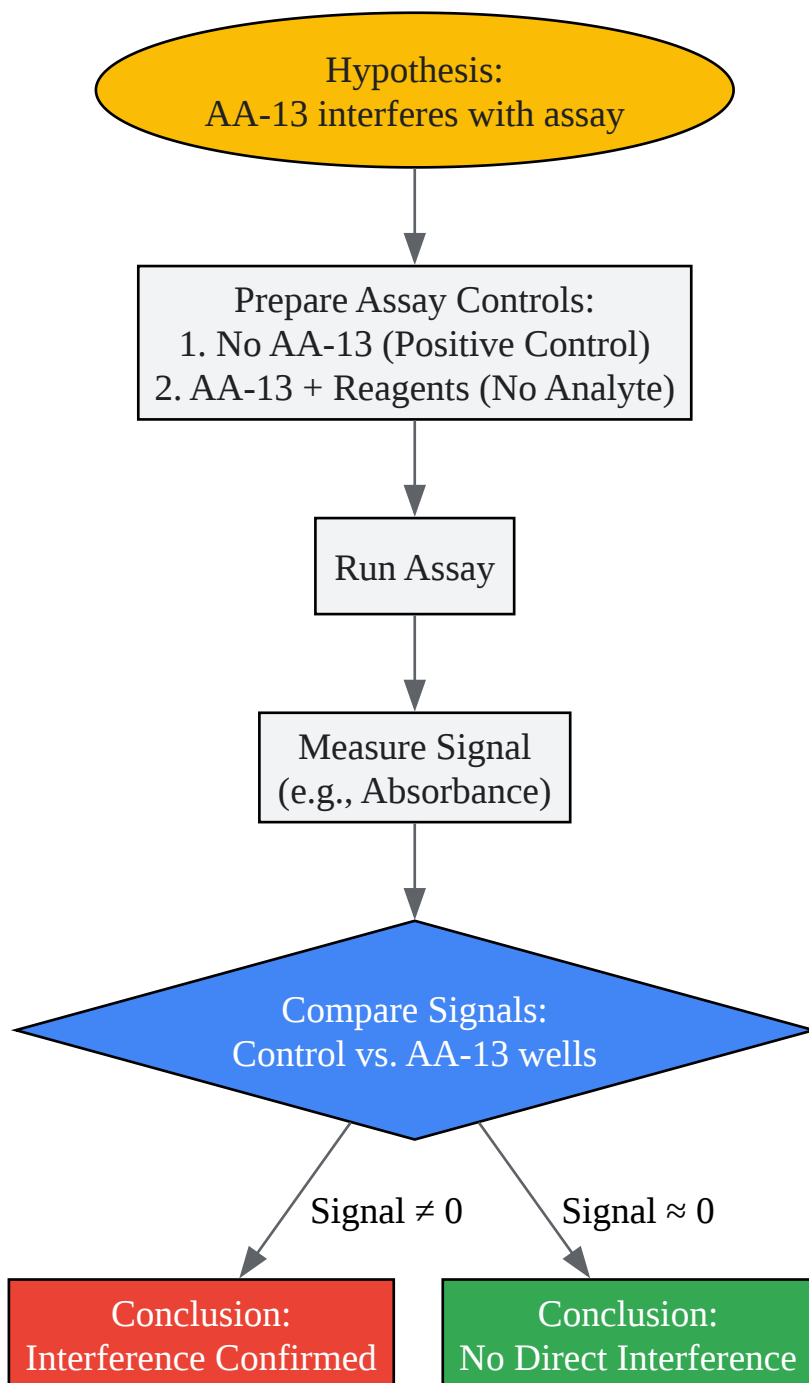 Hypothesis:
AA-13 interferes with assay
Prepare Assay Controls:
1. No AA-13 (Positive Control)
2. AA-13 + Reagents (No Analyte)
Run Assay
Measure Signal
(e.g., Absorbance)
Compare Signals:
Control vs. AA-13 wells
Signal ≠ 0
Signal ≈ 0
Conclusion:
Interference Confirmed
Conclusion:
No Direct Interference